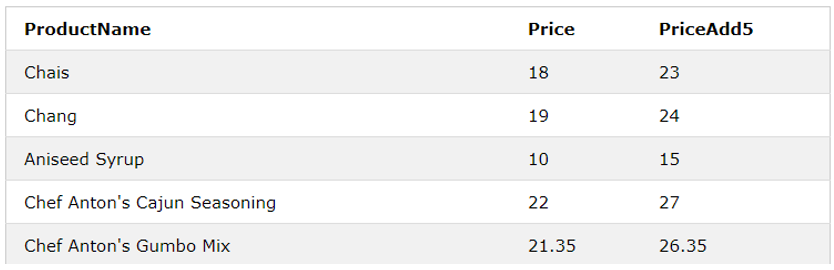 ProductName Price PriceAdd5
Chais 18 23
Chang 19 24
Aniseed Syrup 10 15
Chef Anton's Cajun Seasoning 22 27
Chef Anton's Gumbo Mix 21.35 26.35